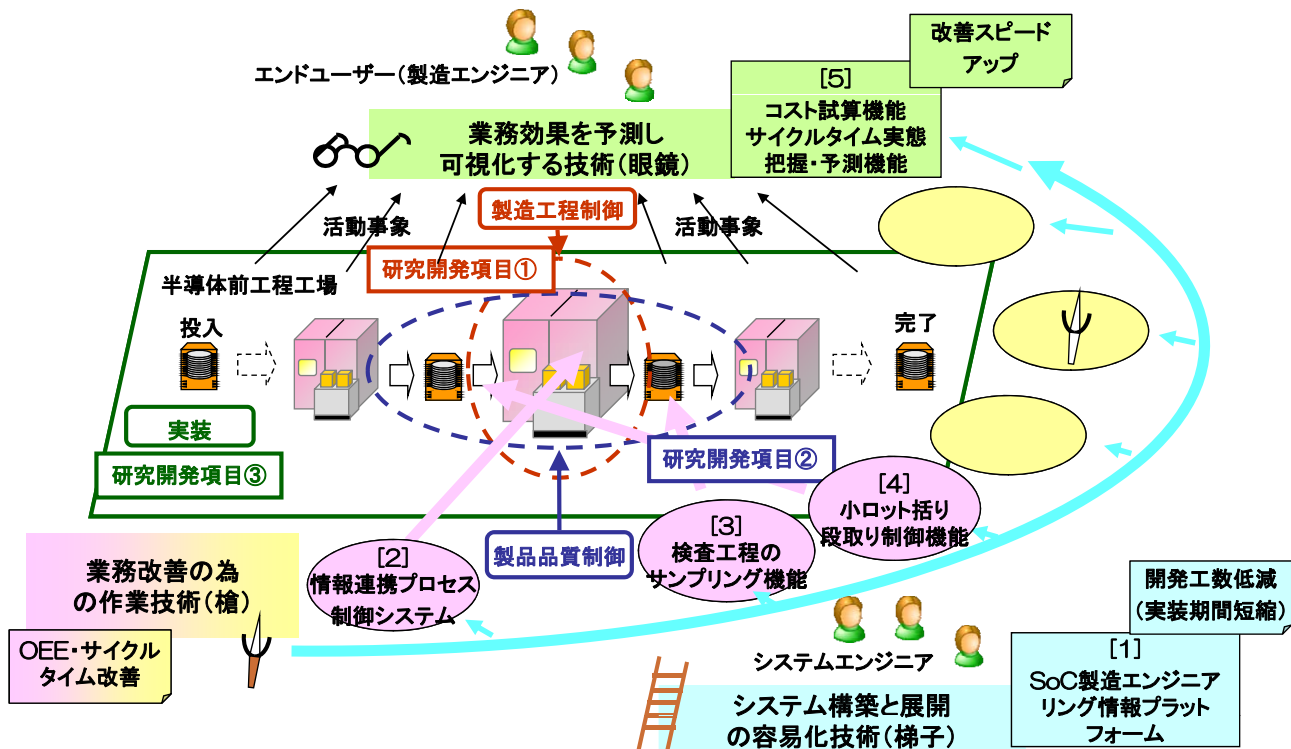 改善スピード
アップ
エンドユーザー(製造エンジニア)
[5]
コスト試算機能
サイクルタイム実態
把握・予測機能
業務効果を予測し
可視化する技術(眼鏡)
製造工程制御
活動事象
活動事象
研究開発項目①
半導体前工程工場
投入
完了
実装
研究開発項目③
研究開発項目②
[4]
小ロット括り
段取り制御機能
[3]
検査工程の
サンプリング機能
製品品質制御
[2]
情報連携プロセス
制御システム
業務改善の為
の作業技術(槍)
OEE・サイクル
タイム改善
開発工数低減
(実装期間短縮)
システムエンジニア
[1]
SoC製造エンジニア
リング情報プラット
フォーム
システム構築と展開
の容易化技術(梯子)